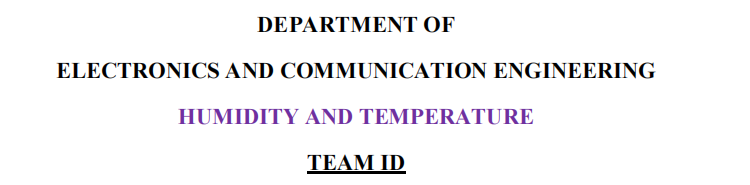 DEPARTMENT OF
ELECTRONICS AND COMMUNICATION ENGINEERING
HUMIDITY AND TEMPERATURE
TEAM ID